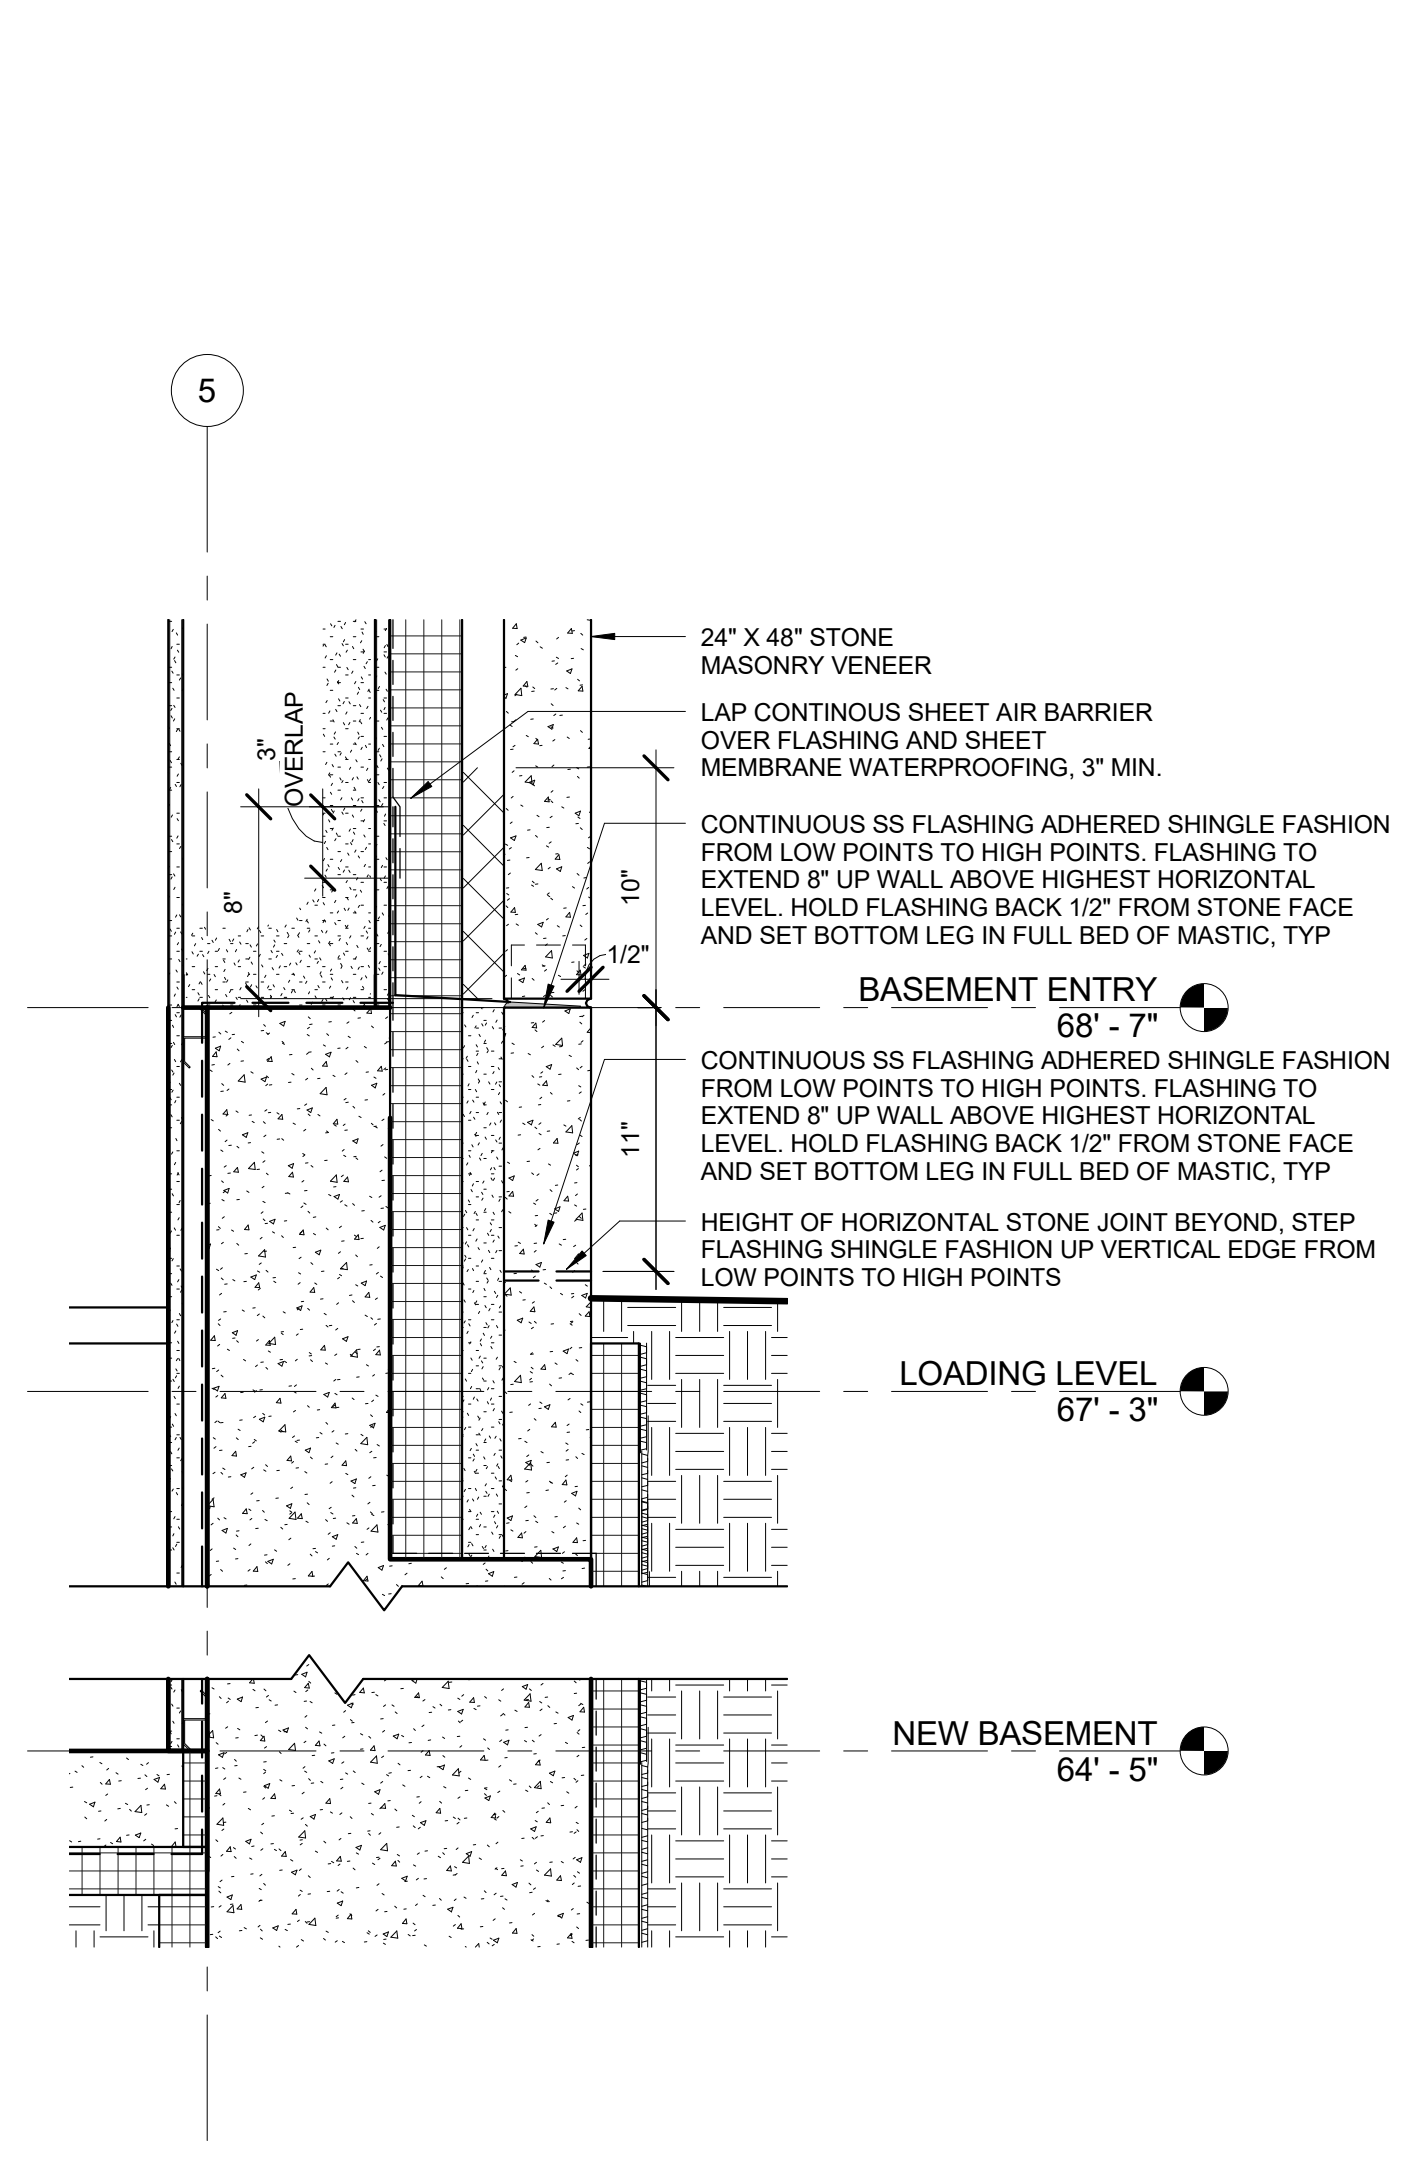 5
24" X 48" STONE
MASONRY VENEER
LAP CONTINOUS SHEET AIR BARRIER
OVER FLASHING AND SHEET
MEMBRANE WATERPROOFING, 3" MIN.
3"
OVERLAP
8"
10"
1/2"
CONTINUOUS SS FLASHING ADHERED SHINGLE FASHION
FROM LOW POINTS TO HIGH POINTS. FLASHING TO
EXTEND 8" UP WALL ABOVE HIGHEST HORIZONTAL
LEVEL. HOLD FLASHING BACK 1/2" FROM STONE FACE
AND SET BOTTOM LEG IN FULL BED OF MASTIC, TYP
BASEMENT ENTRY
68' - 7"
11"
CONTINUOUS SS FLASHING ADHERED SHINGLE FASHION
FROM LOW POINTS TO HIGH POINTS. FLASHING TO
EXTEND 8" UP WALL ABOVE HIGHEST HORIZONTAL
LEVEL. HOLD FLASHING BACK 1/2" FROM STONE FACE
AND SET BOTTOM LEG IN FULL BED OF MASTIC, TYP
HEIGHT OF HORIZONTAL STONE JOINT BEYOND, STEP
FLASHING SHINGLE FASHION UP VERTICAL EDGE FROM
LOW POINTS TO HIGH POINTS
LOADING LEVEL
67' - 3"
NEW BASEMENT
64' - 5"